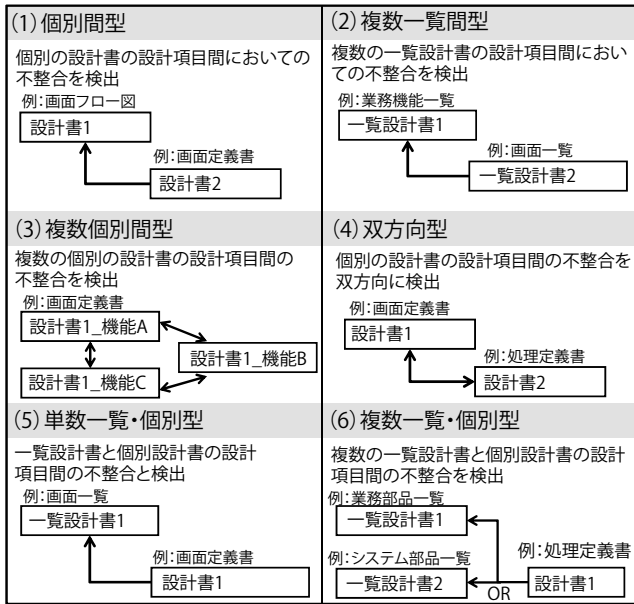 (1)個別間型
個別の設計書の設計項目間においての
不整合を検出
例:画面フロー図
設計書1
例:画面定義書
設計書2
(2)複数一覧間型
複数の一覧設計書の設計項目間におい
ての不整合を検出
例:業務機能一覧
一覧設計書1
例:画面一覧
一覧設計書2
(3)複数個別間型
複数の個別の設計書の設計項目間の
不整合を検出
例:画面定義書
設計書1_機能A
設計書1_機能B
設計書1_機能C
(4)双方向型
個別の設計書の設計項目間の不整合を
双方向に検出
例:画面定義書
設計書1
例:処理定義書
設計書2
(5)単数一覧・個別型
一覧設計書と個別設計書の設計
項目間の不整合と検出
例:画面一覧
一覧設計書1
例:画面定義書
設計書1
(6)複数一覧・個別型
複数の一覧設計書と個別設計書の設計
項目間の不整合を検出
例:業務部品一覧
一覧設計書1
例:システム部品一覧
例:処理定義書
一覧設計書2
OR
設計書1